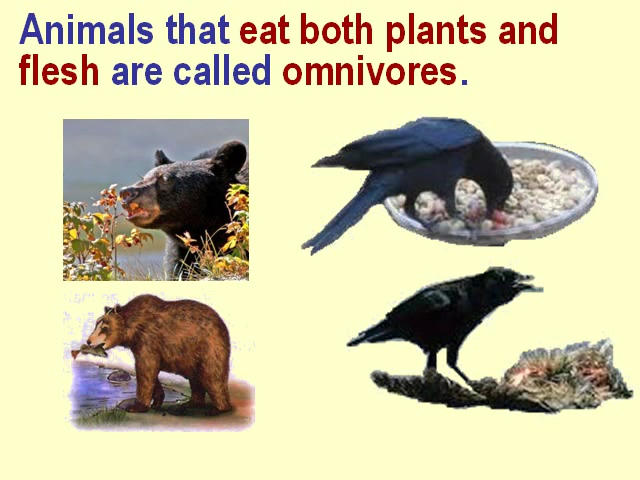 Animals that eat both plants and
flesh are called omnivores.